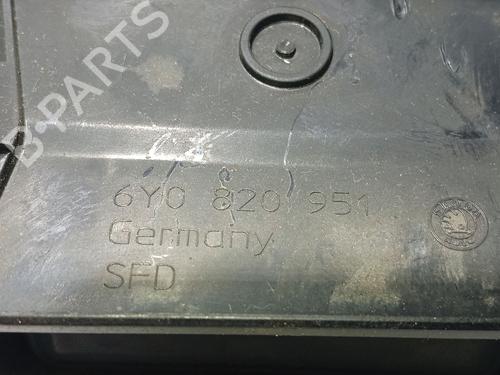 B-PARTS
6Y0 820 951
Germany
SFD